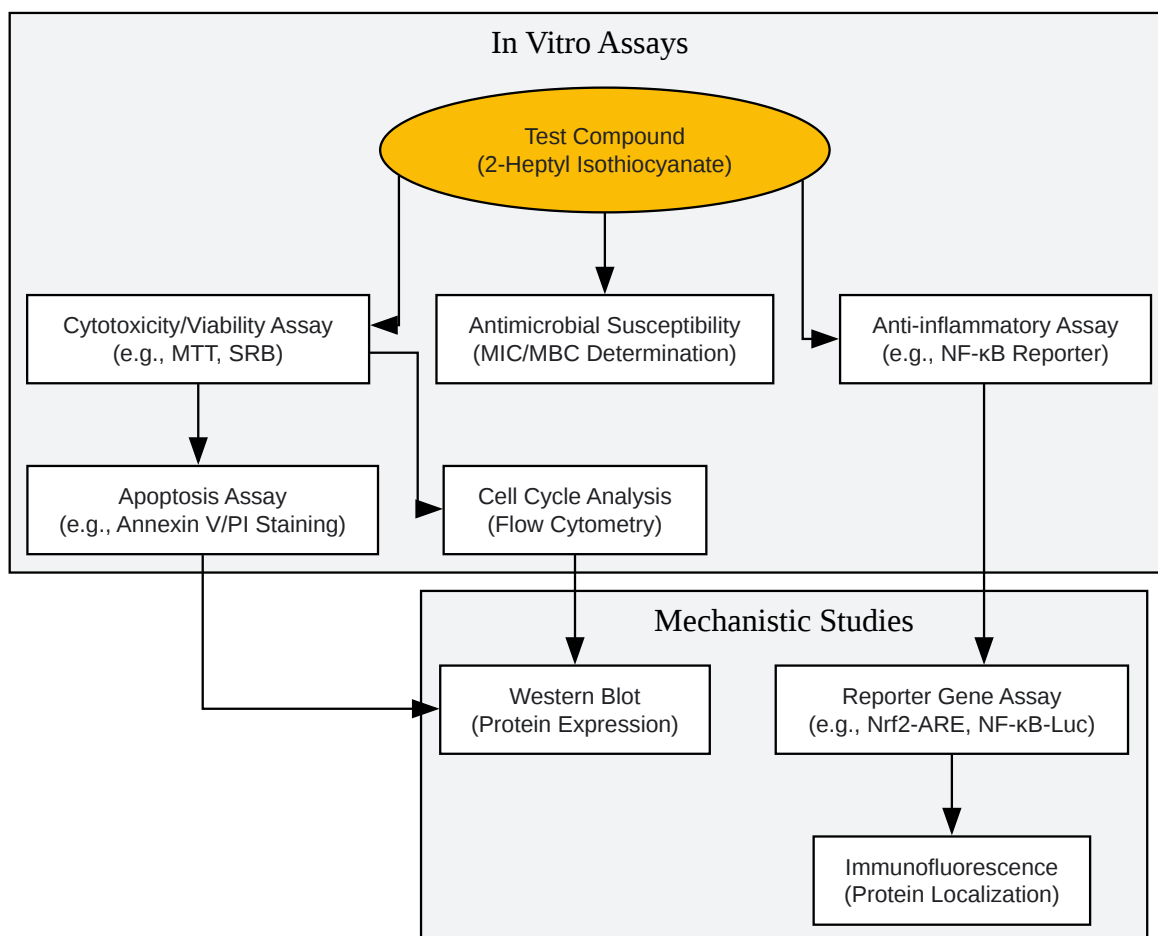 In Vitro Assays
Test Compound
(2-Heptyl Isothiocyanate)
Cytotoxicity/Viability Assay
(e.g., MTT, SRB)
Antimicrobial Susceptibility
(MIC/MBC Determination)
Anti-inflammatory Assay
(e.g., NF-κB Reporter)
Apoptosis Assay
(e.g., Annexin V/PI Staining)
Cell Cycle Analysis
(Flow Cytometry)
Mechanistic Studies
Western Blot
(Protein Expression)
Reporter Gene Assay
(e.g., Nrf2-ARE, NF-κB-Luc)
Immunofluorescence
(Protein Localization)